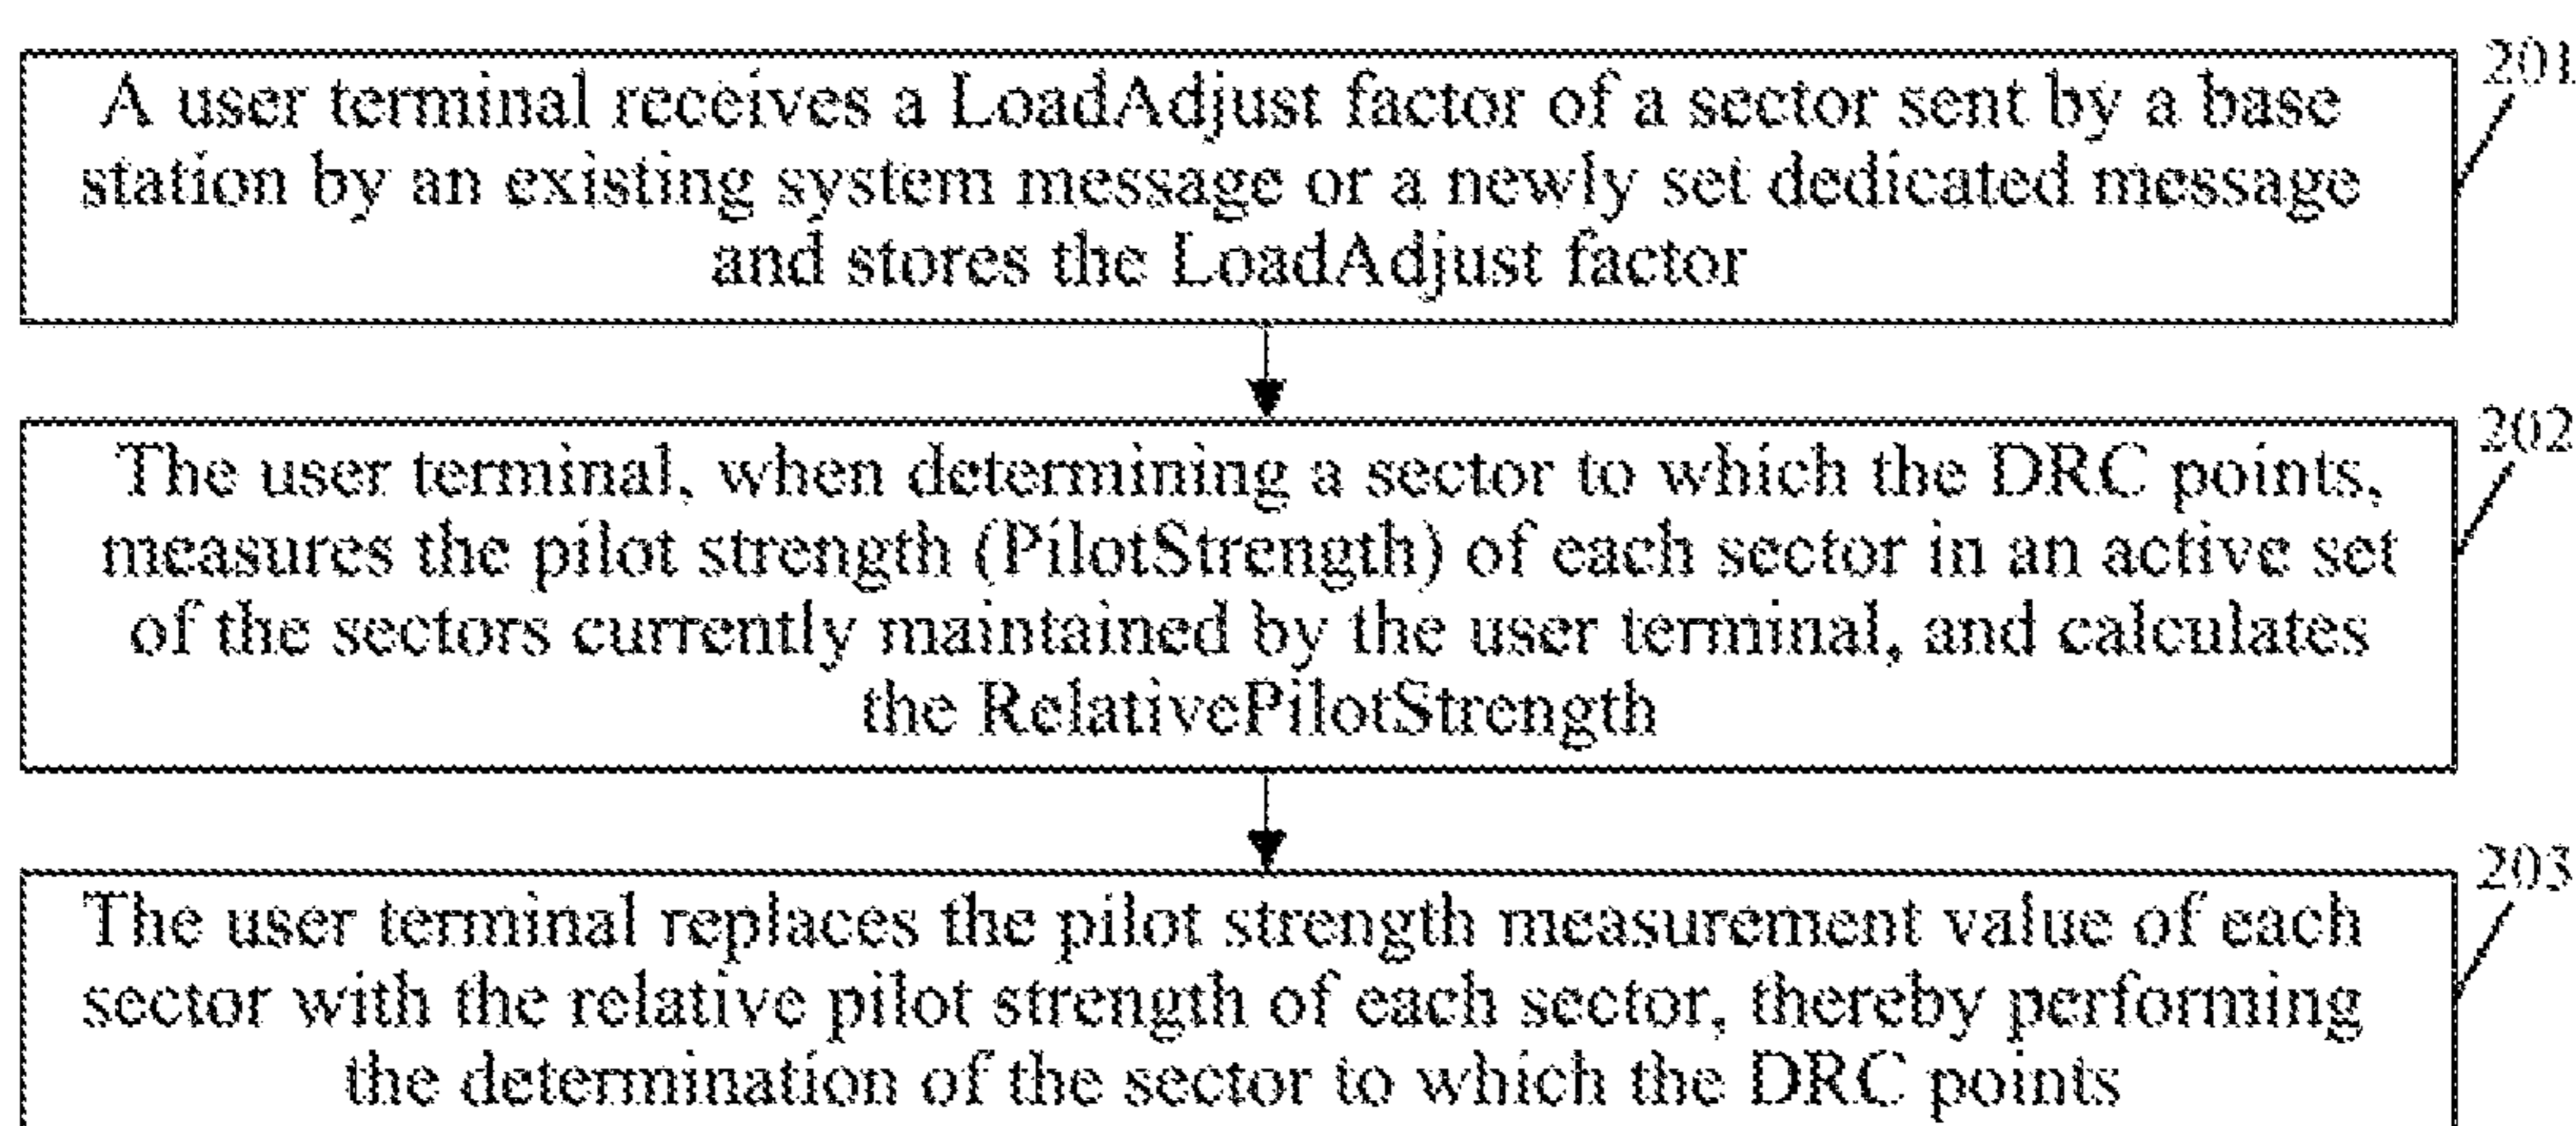 201
A user terminal receives a LoadAdjust factor of a sector sent by a base
station by an existing system message or a newly set dedicated message
and stores the LoadAdjust factor
202
The user terminal, when determining a sector to which the DRC points,
measures the pilot strength (PilotStrength) of each sector in an active set
of the sectors currently maintained by the user terminal, and calculates
the RelativePilotStrength
203
The user terminal replaces the pilot strength measurement value of each
sector with the relative pilot strength of each sector, thereby performing
the determination of the sector to which the DRC points